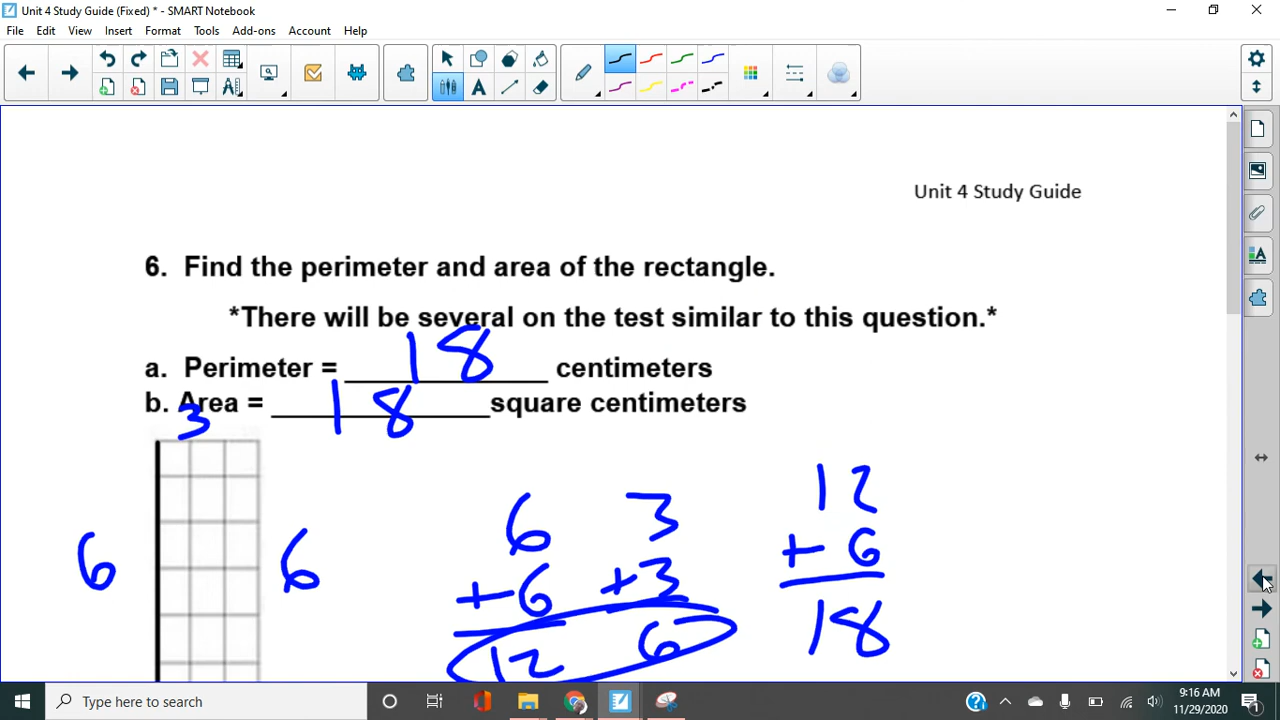 Unit 4 Study Guide (Fixed) * - SMART Notebook
File Edit View Insert Format Tools Add-ons Account Help
Unit 4 Study Guide
6. Find the perimeter and area of the rectangle.
*There will be several on the test similar to this question.*
a. Perimeter = 18 centimeters
b. Area = 18 square centimeters
3
6 6
6 3 12
+6 +3 +6
12 6 18
Type here to search
9:16 AM
11/29/2020
1